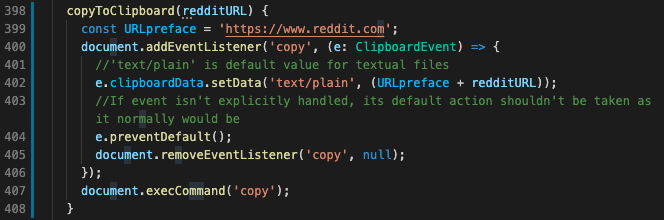 398 copyToClipboard(redditURL) {
399 const URLpreface = 'https://www.reddit.com';
400 document.addEventListener('copy', (e: ClipboardEvent) => {
401 //'text/plain' is default value for textual files
402 e.clipboardData.setData('text/plain', (URLpreface + redditURL));
403 //If event isn't explicitly handled, its default action shouldn't be taken as
it normally would be
404 e.preventDefault();
405 document.removeEventListener('copy', null);
406 });
407 document.execCommand('copy');
408 }